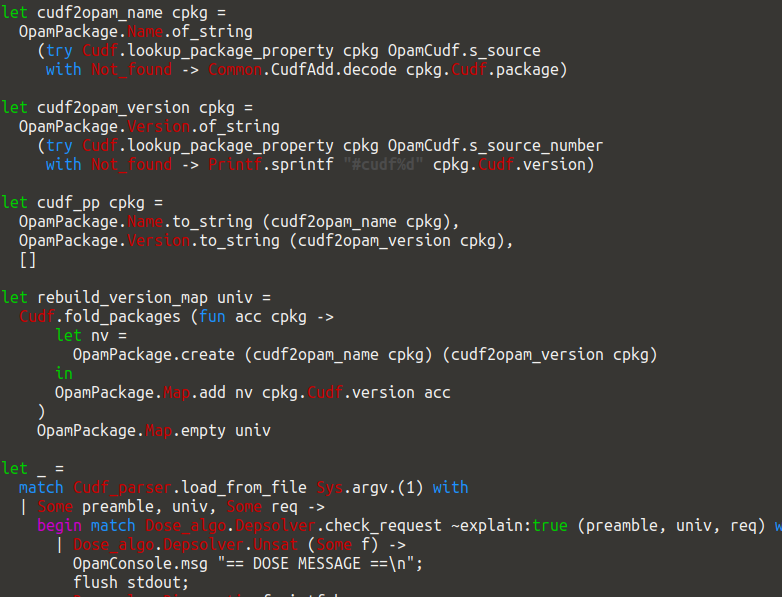 let cudf2opam_name cpkg =
  OpamPackage.Name.of_string
    (try Cudf.lookup_package_property cpkg OpamCudf.s_source
     with Not_found -> Common.CudfAdd.decode cpkg.Cudf.package)

let cudf2opam_version cpkg =
  OpamPackage.Version.of_string
    (try Cudf.lookup_package_property cpkg OpamCudf.s_source_number
     with Not_found -> Printf.sprintf "#cudf%d" cpkg.Cudf.version)

let cudf_pp cpkg =
  OpamPackage.Name.to_string (cudf2opam_name cpkg),
  OpamPackage.Version.to_string (cudf2opam_version cpkg),
  []

let rebuild_version_map univ =
  Cudf.fold_packages (fun acc cpkg ->
      let nv =
        OpamPackage.create (cudf2opam_name cpkg) (cudf2opam_version cpkg)
      in
      OpamPackage.Map.add nv cpkg.Cudf.version acc
    )
    OpamPackage.Map.empty univ

let _ =
  match Cudf_parser.load_from_file Sys.argv.(1) with
  | Some preamble, univ, Some req ->
    begin match Dose_algo.Depsolver.check_request ~explain:true (preamble, univ, req) w
      | Dose_algo.Depsolver.Unsat (Some f) ->
        OpamConsole.msg "== DOSE MESSAGE ==\n";
        flush stdout;